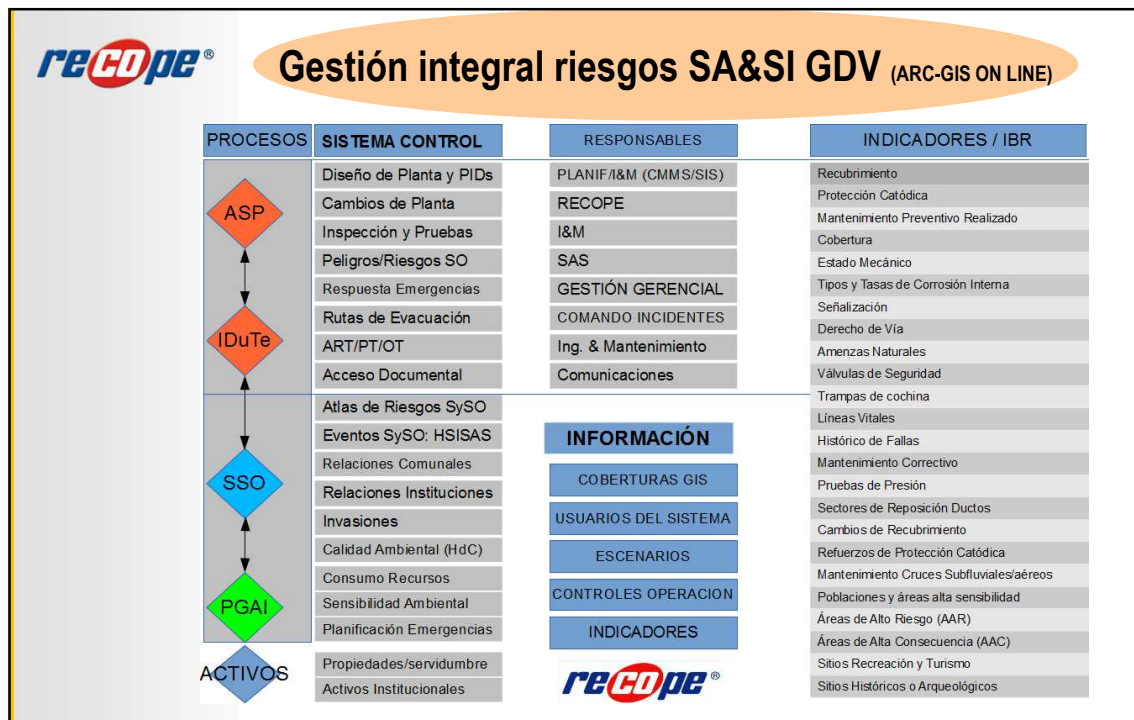 recope®
Gestión integral riesgos SA&SI GDV (ARC-GIS ON LINE)
PROCESOS
ASP
IDuTe
SSO
PGAI
ACTIVOS
SISTEMA CONTROL
Diseño de Planta y PIDs
Cambios de Planta
Inspección y Pruebas
Peligros/Riesgos SO
Respuesta Emergencias
Rutas de Evacuación
ART/PT/OT
Acceso Documental
Atlas de Riesgos SySO
Eventos SySO: HSISAS
Relaciones Comunales
Relaciones Instituciones
Invasiones
Calidad Ambiental (HdC)
Consumo Recursos
Sensibilidad Ambiental
Planificación Emergencias
Propiedades/servidumbre
Activos Institucionales
RESPONSABLES
PLANIF/I&M (CMMS/SIS)
RECOPE
I&M
SAS
GESTIÓN GERENCIAL
COMANDO INCIDENTES
Ing. & Mantenimiento
Comunicaciones
INFORMACIÓN
COBERTURAS GIS
USUARIOS DEL SISTEMA
ESCENARIOS
CONTROLES OPERACION
INDICADORES
recope®
INDICADORES / IBR
Recubrimiento
Protección Catódica
Mantenimiento Preventivo Realizado
Cobertura
Estado Mecánico
Tipos y Tasas de Corrosión Interna
Señalización
Derecho de Vía
Amenzas Naturales
Válvulas de Seguridad
Trampas de cochina
Líneas Vitales
Histórico de Fallas
Mantenimiento Correctivo
Pruebas de Presión
Sectores de Reposición Ductos
Cambios de Recubrimiento
Refuerzos de Protección Catódica
Mantenimiento Cruces Subfluviales/aéreos
Poblaciones y áreas alta sensibilidad
Áreas de Alto Riesgo (AAR)
Áreas de Alta Consecuencia (AAC)
Sitios Recreación y Turismo
Sitios Históricos o Arqueológicos